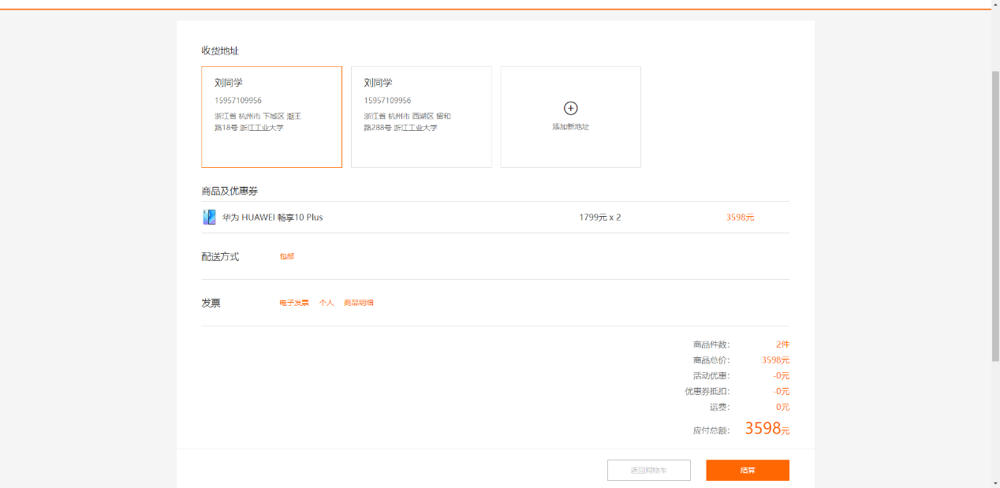 收货地址
刘同学
15957109956
浙江省 杭州市 下城区 潮王
路18号 浙江工业大学
刘同学
15957109956
浙江省 杭州市 西湖区 留和
路288号 浙江工业大学
添加新地址
商品及优惠券
华为 HUAWEI 畅享10 Plus 1799元 x 2 3598元
配送方式 包邮
发票 电子发票 个人 商品明细
商品件数： 2件
商品总价： 3598元
活动优惠： -0元
优惠券抵扣： -0元
运费： 0元
应付总额： 3598元
返回购物车 结算